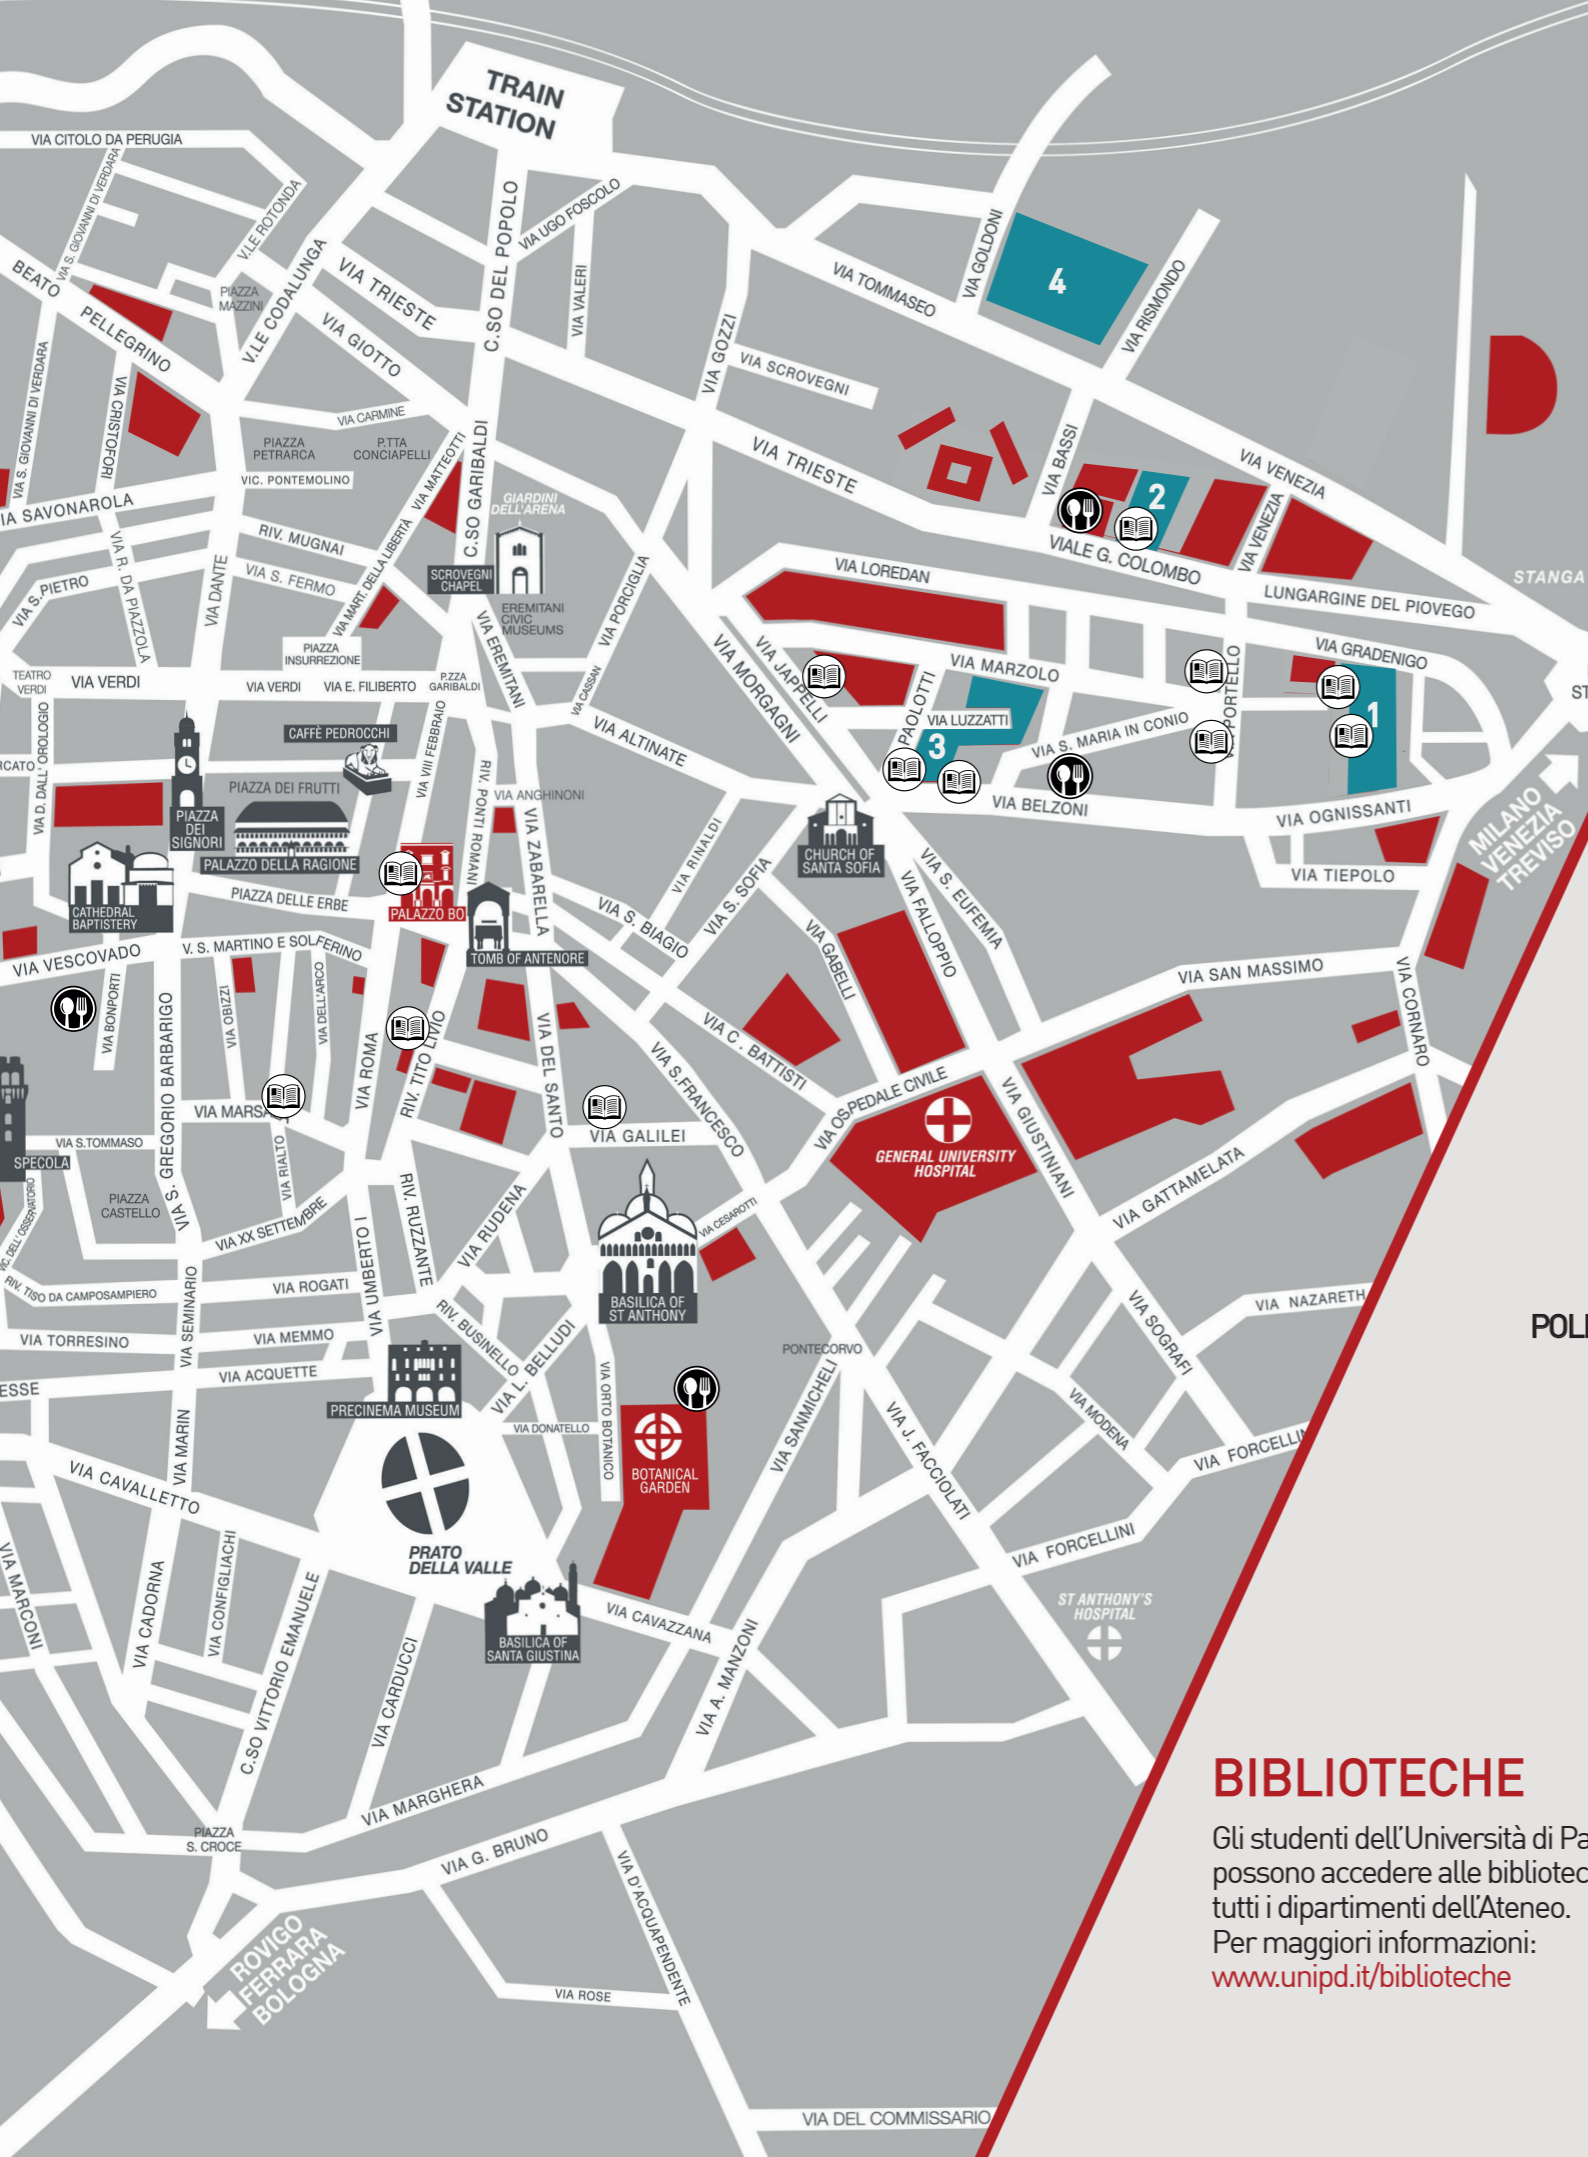 TRAIN
STATION
VIA CITOLO DA PERUGIA
VIA S. GIOVANNI DI VERDARA
V.LE ROTONDA
C.SO DEL POPOLO
VIA UGO FOSCOLO
VIA VALERI
VIA GOLDONI
4
VIA TOMMASEO
VIA RISMONDO
BEATO
PELLEGRINO
PIAZZA
MAZZINI
V.LE CODALUNGA
VIA TRIESTE
VIA GIOTTO
VIA GOZZI
VIA SCROVEGNI
VIA S. GIOVANNI DI VERDARA
VIA CRISTOFORI
VIA CARMINE
PIAZZA
PETRARCA
P.TTA
CONCIAPELLI
VIC. PONTEMOLINO
VIA MATTEOTTI
C.SO GARIBALDI
VIA TRIESTE
VIA BASSI
VIA VENEZIA
2
VIALE G. COLOMBO
VIA VENEZIA
IA SAVONAROLA
GIARDINI
DELL'ARENA
RIV. MUGNAI
VIA S. FERMO
VIA MART. DELLA LIBERTÀ
VIA R. DA PIAZZOLA
VIA DANTE
VIA S. PIETRO
SCROVEGNI
CHAPEL
EREMITANI
CIVIC
MUSEUMS
VIA EREMITANI
VIA PORCIGLIA
VIA LOREDAN
LUNGARGINE DEL PIOVEGO
STANGA
VIA GRADENIGO
PIAZZA
INSURREZIONE
TEATRO
VERDI
VIA VERDI
VIA VERDI
VIA E. FILIBERTO
P.ZZA
GARIBALDI
VIA CASSAN
VIA MORGAGNI
VIA JAPPELLI
VIA MARZOLO
PAOLOTTI
VIA LUZZATTI
3
VIA S. MARIA IN CONIO
VIA PORTELLO
1
ST
VIA D. DALL' OROLOGIO
RCATO
CAFFÈ PEDROCCHI
VIA VIII FEBBRAIO
RIV. PONTI ROMANI
VIA ALTINATE
VIA ANGHINONI
PIAZZA DEI FRUTTI
PIAZZA
DEI
SIGNORI
PALAZZO DELLA RAGIONE
VIA ZABARELLA
VIA BELZONI
VIA OGNISSANTI
MILANO
VENEZIA
TREVISO
VIA TIEPOLO
CHURCH OF
SANTA SOFIA
VIA RINALDI
VIA S. SOFIA
VIA S. EUFEMIA
VIA FALLOPPIO
PIAZZA DELLE ERBE
CATHEDRAL
BAPTISTERY
PALAZZO BO
TOMB OF ANTENORE
VIA S. BIAGIO
VIA GABELLI
VIA VESCOVADO
V. S. MARTINO E SOLFERINO
VIA SAN MASSIMO
VIA CORNARO
VIA BONPORTI
VIA S. GREGORIO BARBARIGO
VIA OBIZZI
VIA DELL'ARCO
VIA ROMA
RIV. TITO LIVIO
VIA DEL SANTO
VIA C. BATTISTI
VIA S.FRANCESCO
VIA OSPEDALE CIVILE
VIA GIUSTINIANI
GENERAL UNIVERSITY
HOSPITAL
VIA MARSA
VIA GALILEI
VIA S.TOMMASO
SPECOLA
VIA RIALTO
PIAZZA
CASTELLO
VIA XX SETTEMBRE
VIC. DELL' OSSERVATORIO
RIV. RUZZANTE
VIA RUDENA
VIA CESAROTTI
VIA GATTAMELATA
RIV. TISO DA CAMPOSAMPIERO
VIA ROGATI
VIA UMBERTO I
BASILICA OF
ST ANTHONY
VIA NAZARETH
VIA SOGRAFI
POLI
VIA TORRESINO
VIA SEMINARIO
VIA MEMMO
RIV. BUSINELLO
VIA L. BELLUDI
PONTECORVO
VIA ACQUETTE
ESSE
PRECINEMA MUSEUM
VIA ORTO BOTANICO
VIA DONATELLO
BOTANICAL
GARDEN
VIA SANMICHELI
VIA J. FACCIOLATI
VIA MODENA
VIA FORCELLIN
VIA MARIN
VIA CAVALLETTO
PRATO
DELLA VALLE
VIA FORCELLINI
VIA MARCONI
VIA CADORNA
VIA CONFIGLIACHI
C.SO VITTORIO EMANUELE
VIA CARDUCCI
BASILICA OF
SANTA GIUSTINA
VIA CAVAZZANA
VIA A. MANZONI
ST ANTHONY'S
HOSPITAL
VIA MARGHERA
PIAZZA
S. CROCE
VIA G. BRUNO
VIA D'ACQUAPENDENTE
ROVIGO
FERRARA
BOLOGNA
VIA ROSE
VIA DEL COMMISSARIO
BIBLIOTECHE
Gli studenti dell'Università di Pa
possono accedere alle bibliotec
tutti i dipartimenti dell'Ateneo.
Per maggiori informazioni:
www.unipd.it/biblioteche